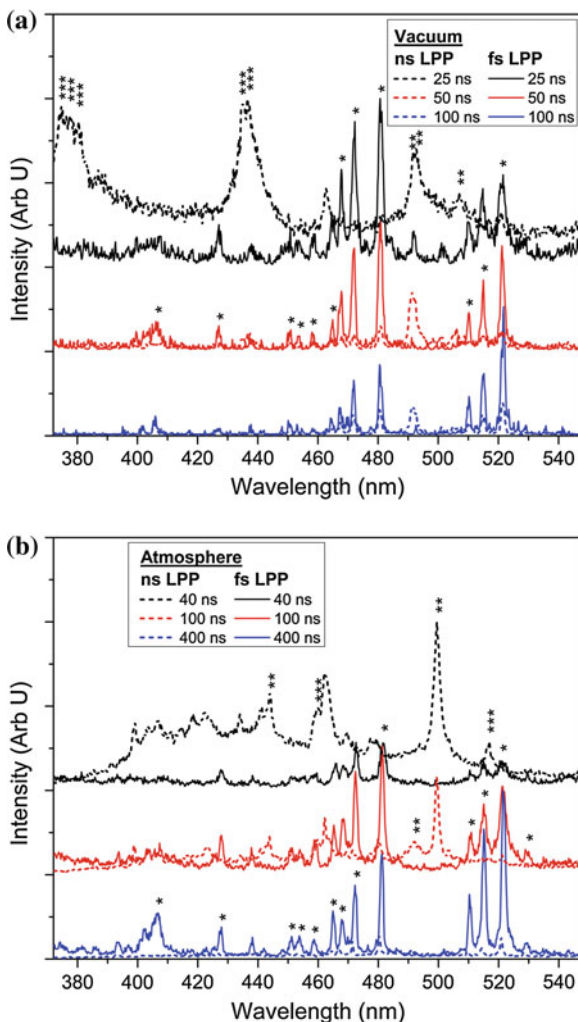 (a)
Vacuum
ns LPP fs LPP
25 ns 25 ns
50 ns 50 ns
100 ns 100 ns
*** *** *** *** *** * * ** ** ** *
* * * * * * * *
Intensity (Arb U)
380 400 420 440 460 480 500 520 540
Wavelength (nm)
(b)
Atmosphere
ns LPP fs LPP
40 ns 40 ns
100 ns 100 ns
400 ns 400 ns
** *** ** *** * *
** * * *
* * * * * * * *
Intensity (Arb U)
380 400 420 440 460 480 500 520 540
Wavelength (nm)